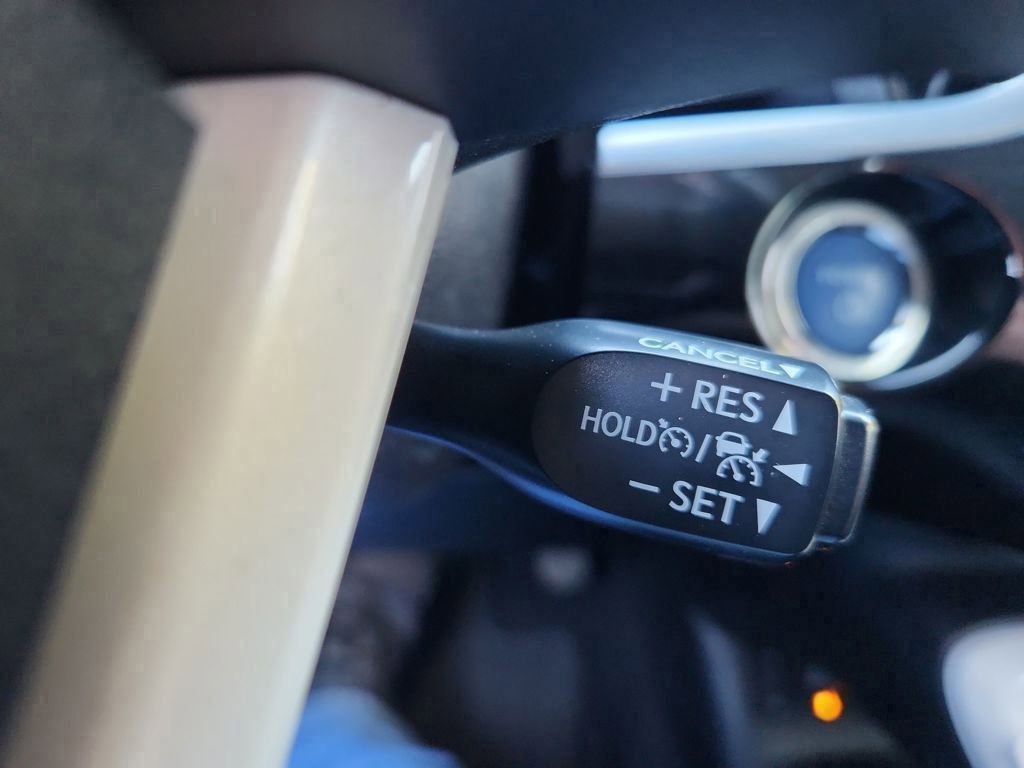 CANCEL▼
+ RES ▲
HOLD / ◀
− SET ▼